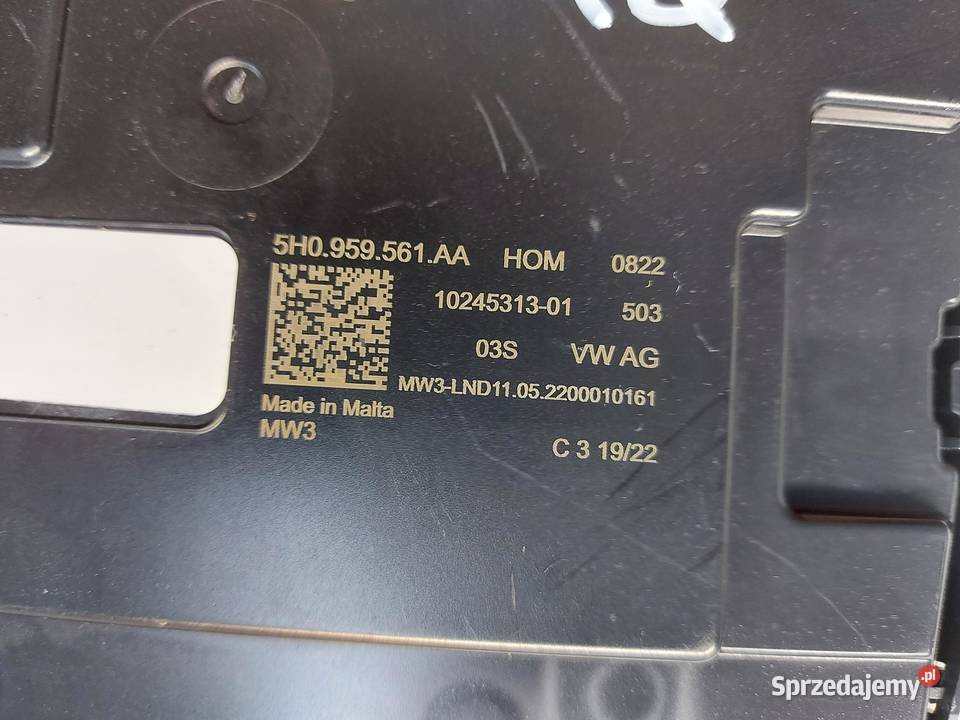 5H0.959.561.AA HOM 0822
10245313-01 503
03S VW AG
MW3-LND11.05.2200010161
Made in Malta
MW3
C 3 19/22
Sprzedajemy.pl